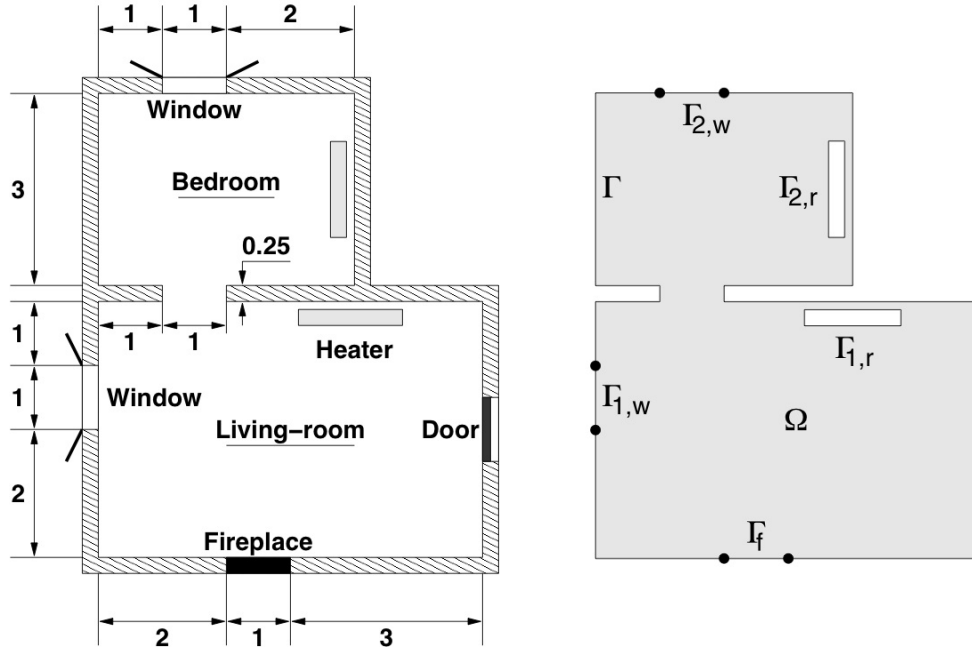 1 1 2
Window
Γ2,w
3
Bedroom
Γ
Γ2,r
0.25
1
1 1
Heater
Γ1,r
1
Window
Γ1,w
Living-room
Door
Ω
2
Fireplace
Γf
2 1 3